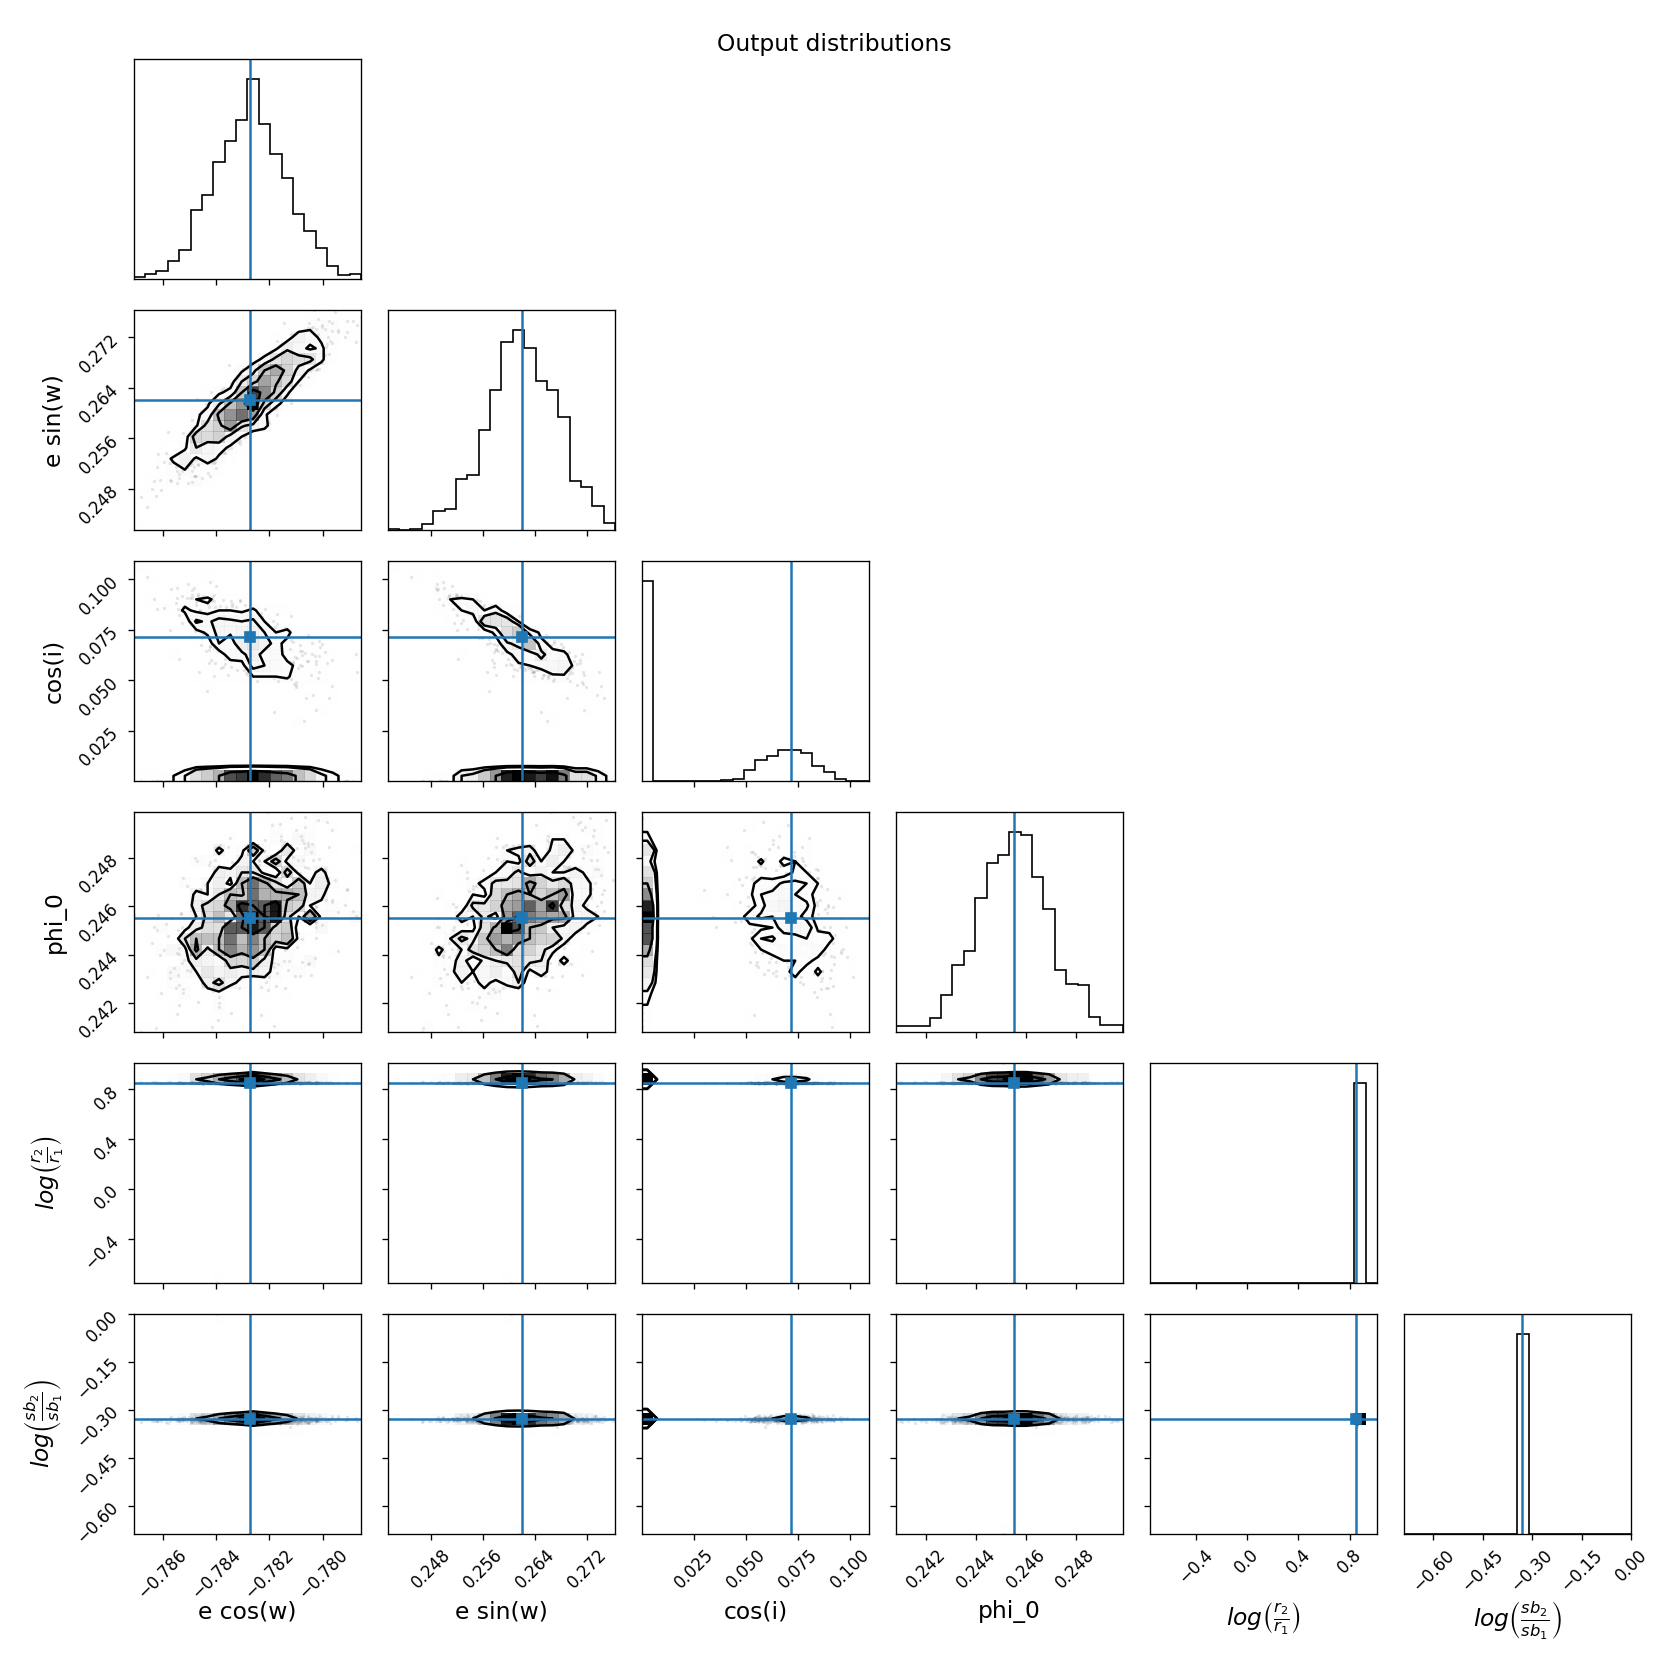 Output distributions
0.272
0.264
0.256
0.248
e sin(w)
0.100
0.075
0.050
0.025
cos(i)
0.248
0.246
0.244
0.242
phi_0
0.8
0.4
0.0
−0.4
log(r₂/r₁)
0.00
−0.15
−0.30
−0.45
−0.60
log(sb₂/sb₁)
−0.786 −0.784 −0.782 −0.780
0.248 0.256 0.264 0.272
0.025 0.050 0.075 0.100
0.242 0.244 0.246 0.248
−0.4 0.0 0.4 0.8
−0.60 −0.45 −0.30 −0.15 0.00
e cos(w) e sin(w) cos(i) phi_0 log(r₂/r₁) log(sb₂/sb₁)